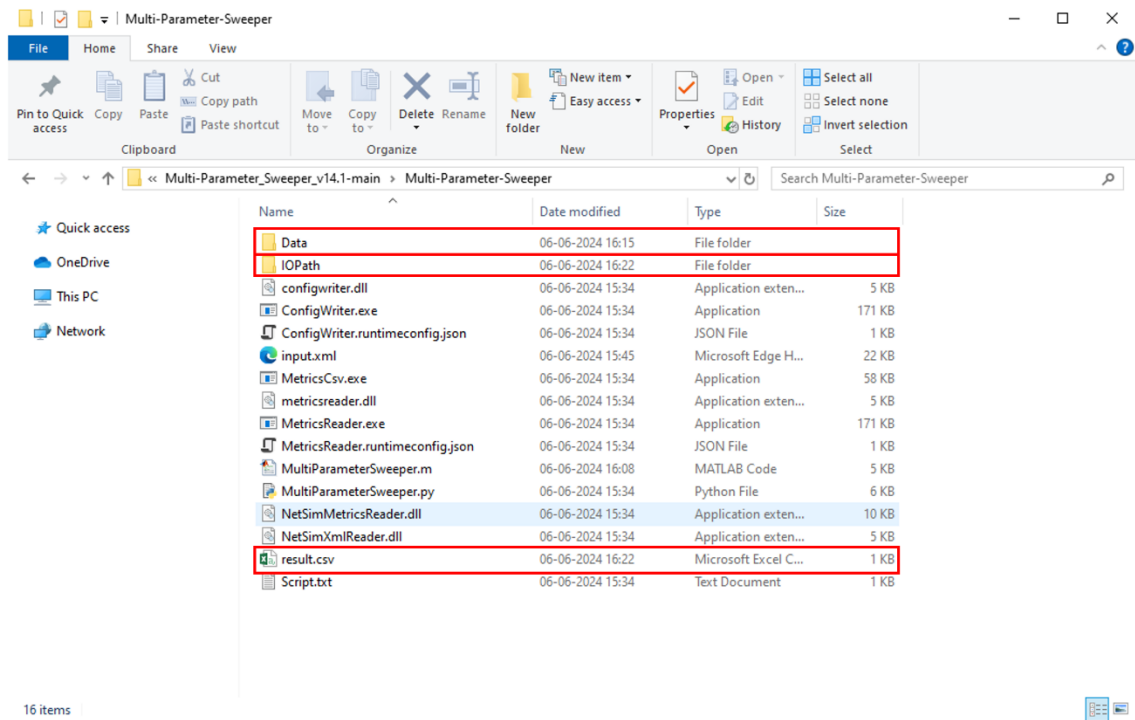 Multi-Parameter-Sweeper
File Home Share View
Pin to Quick access
Copy
Paste
Cut
Copy path
Paste shortcut
Clipboard
Move to
Copy to
Delete
Rename
Organize
New folder
New item
Easy access
New
Properties
Open
Edit
History
Open
Select all
Select none
Invert selection
Select
« Multi-Parameter_Sweeper_v14.1-main › Multi-Parameter-Sweeper
Search Multi-Parameter-Sweeper
Quick access
OneDrive
This PC
Network
Name Date modified Type Size
Data 06-06-2024 16:15 File folder
IOPath 06-06-2024 16:22 File folder
configwriter.dll 06-06-2024 15:34 Application exten... 5 KB
ConfigWriter.exe 06-06-2024 15:34 Application 171 KB
ConfigWriter.runtimeconfig.json 06-06-2024 15:34 JSON File 1 KB
input.xml 06-06-2024 15:45 Microsoft Edge H... 22 KB
MetricsCsv.exe 06-06-2024 15:34 Application 58 KB
metricsreader.dll 06-06-2024 15:34 Application exten... 5 KB
MetricsReader.exe 06-06-2024 15:34 Application 171 KB
MetricsReader.runtimeconfig.json 06-06-2024 15:34 JSON File 1 KB
MultiParameterSweeper.m 06-06-2024 16:08 MATLAB Code 5 KB
MultiParameterSweeper.py 06-06-2024 15:34 Python File 6 KB
NetSimMetricsReader.dll 06-06-2024 15:34 Application exten... 10 KB
NetSimXmlReader.dll 06-06-2024 15:34 Application exten... 5 KB
result.csv 06-06-2024 16:22 Microsoft Excel C... 1 KB
Script.txt 06-06-2024 15:34 Text Document 1 KB
16 items